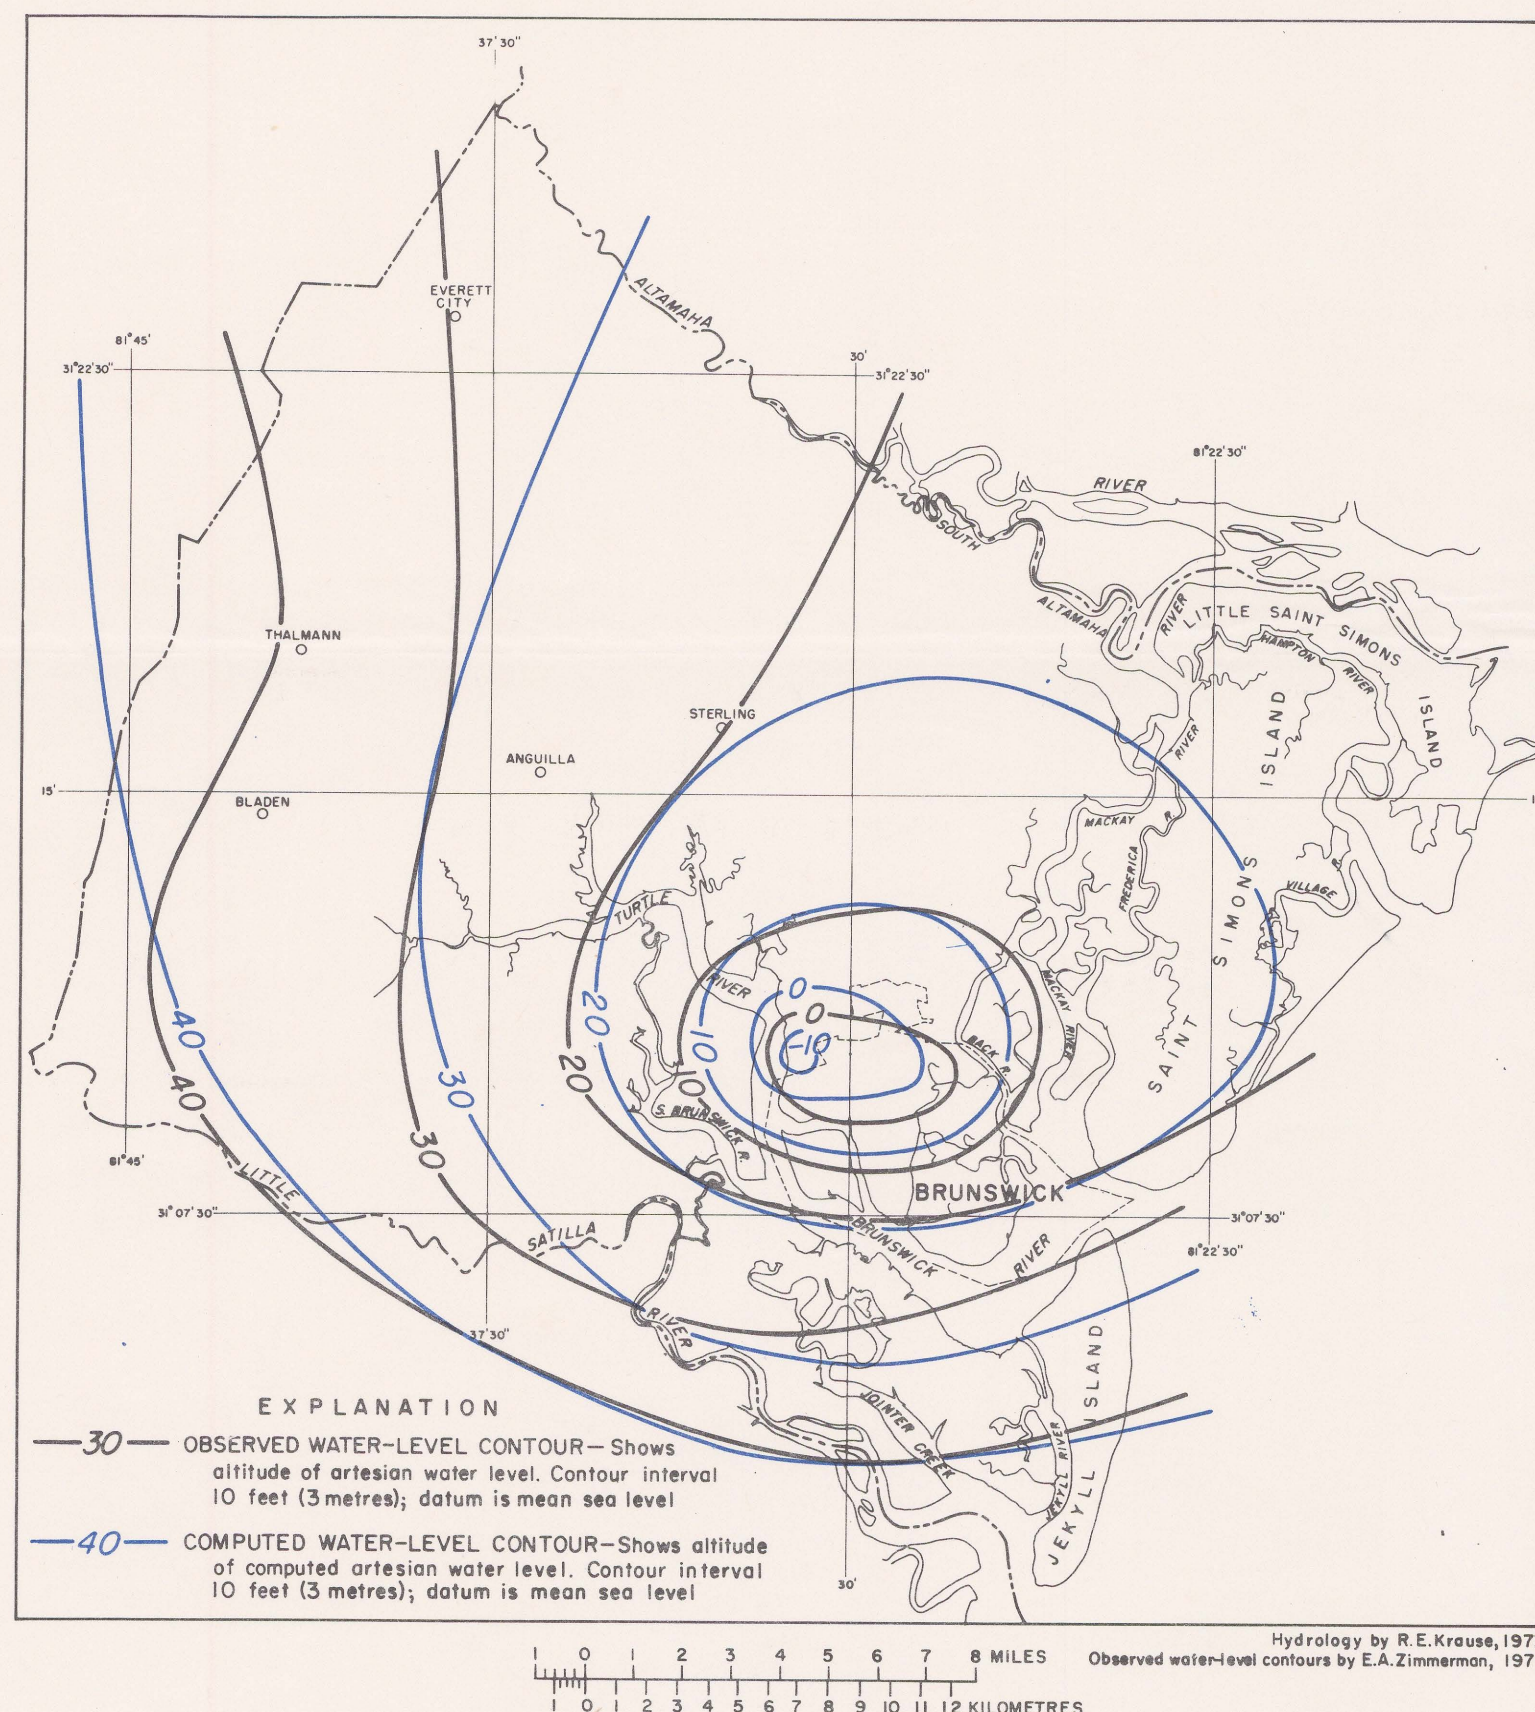 37'30"
EVERETT
CITY
ALTAMAHA
81°45'
31°22'30"
30'
31°22'30"
81°22'30"
RIVER
SOUTH
ALTAMAHA
RIVER
LITTLE SAINT SIMONS
ISLAND
HAMPTON
RIVER
THALMANN
STERLING
ISLAND
RIVER
ANGUILLA
15'
BLADEN
MACKAY
R.
FREDERICA
VILLAGE
R.
TURTLE
RIVER
SAINT SIMONS
MACKAY
RIVER
BACK
R.
0
0
-10
40
20
10
40
30
20
10
30
S. BRUNSWICK R.
81°45'
LITTLE
BRUNSWICK
31°07'30"
SATILLA
BRUNSWICK
RIVER
31°07'30"
81°22'30"
37'30"
RIVER
JOINTER CREEK
JEKYLL RIVER
JEKYLL ISLAND
30'
EXPLANATION
30 OBSERVED WATER-LEVEL CONTOUR—Shows
altitude of artesian water level. Contour interval
10 feet (3 metres); datum is mean sea level
40 COMPUTED WATER-LEVEL CONTOUR—Shows altitude
of computed artesian water level. Contour interval
10 feet (3 metres); datum is mean sea level
Hydrology by R.E.Krause, 197
Observed water-level contours by E.A.Zimmerman, 197
1 0 1 2 3 4 5 6 7 8 MILES
1 0 1 2 3 4 5 6 7 8 9 10 11 12 KILOMETRES